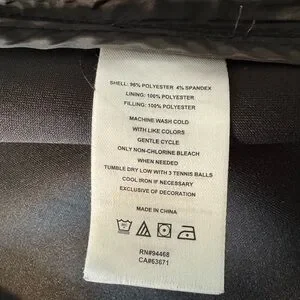 SHELL: 96% POLYESTER 4% SPANDEX
LINING: 100% POLYESTER
FILLING: 100% POLYESTER
MACHINE WASH COLD
WITH LIKE COLORS
GENTLE CYCLE
ONLY NON-CHLORINE BLEACH
WHEN NEEDED
TUMBLE DRY LOW WITH 3 TENNIS BALLS
COOL IRON IF NECESSARY
EXCLUSIVE OF DECORATION
MADE IN CHINA
RN#94468
CA#63671